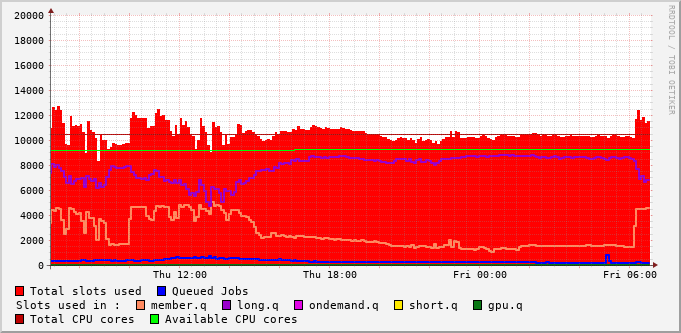 RRDTOOL / TOBI OETIKER
20000
18000
16000
14000
12000
10000
8000
6000
4000
2000
0
Thu 12:00 Thu 18:00 Fri 00:00 Fri 06:00
Total slots used Queued Jobs
Slots used in : member.q long.q ondemand.q short.q gpu.q
Total CPU cores Available CPU cores